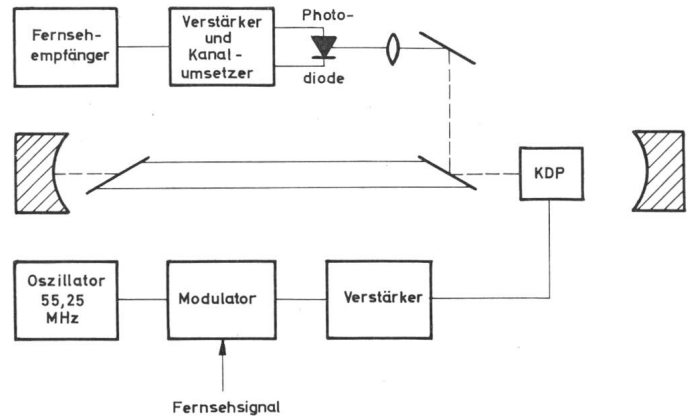 Fernseh-
empfänger
Verstärker
und
Kanal-
umsetzer
Photo-
diode
KDP
Oszillator
55,25
MHz
Modulator
Verstärker
Fernsehsignal